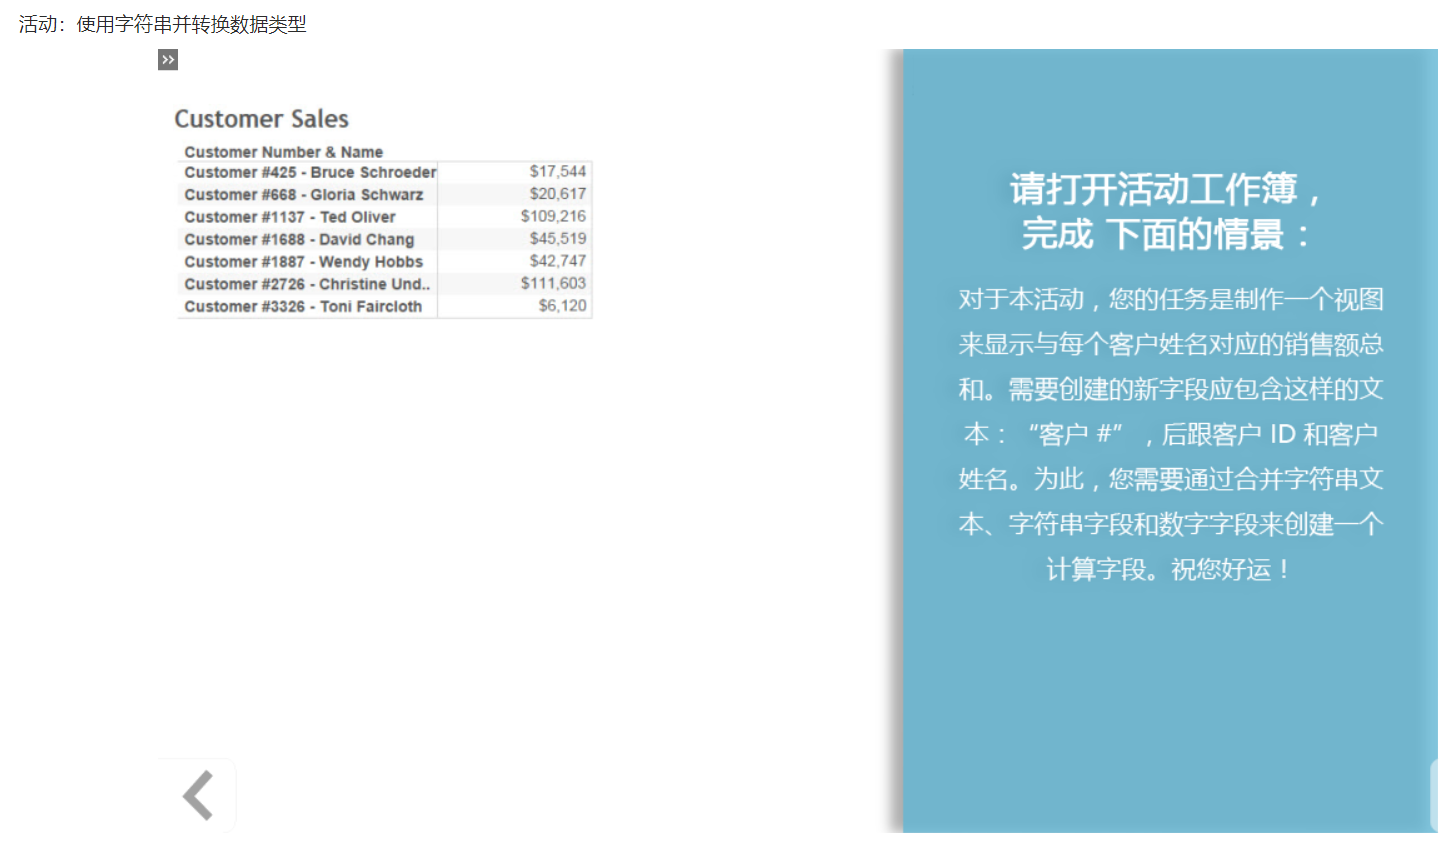 活动：使用字符串并转换数据类型
Customer Sales
Customer Number & Name
Customer #425 - Bruce Schroeder $17,544
Customer #668 - Gloria Schwarz $20,617
Customer #1137 - Ted Oliver $109,216
Customer #1688 - David Chang $45,519
Customer #1887 - Wendy Hobbs $42,747
Customer #2726 - Christine Und.. $111,603
Customer #3326 - Toni Faircloth $6,120
请打开活动工作簿，
完成 下面的情景：
对于本活动，您的任务是制作一个视图
来显示与每个客户姓名对应的销售额总
和。需要创建的新字段应包含这样的文
本：“客户 #”，后跟客户 ID 和客户
姓名。为此，您需要通过合并字符串文
本、字符串字段和数字字段来创建一个
计算字段。祝您好运！